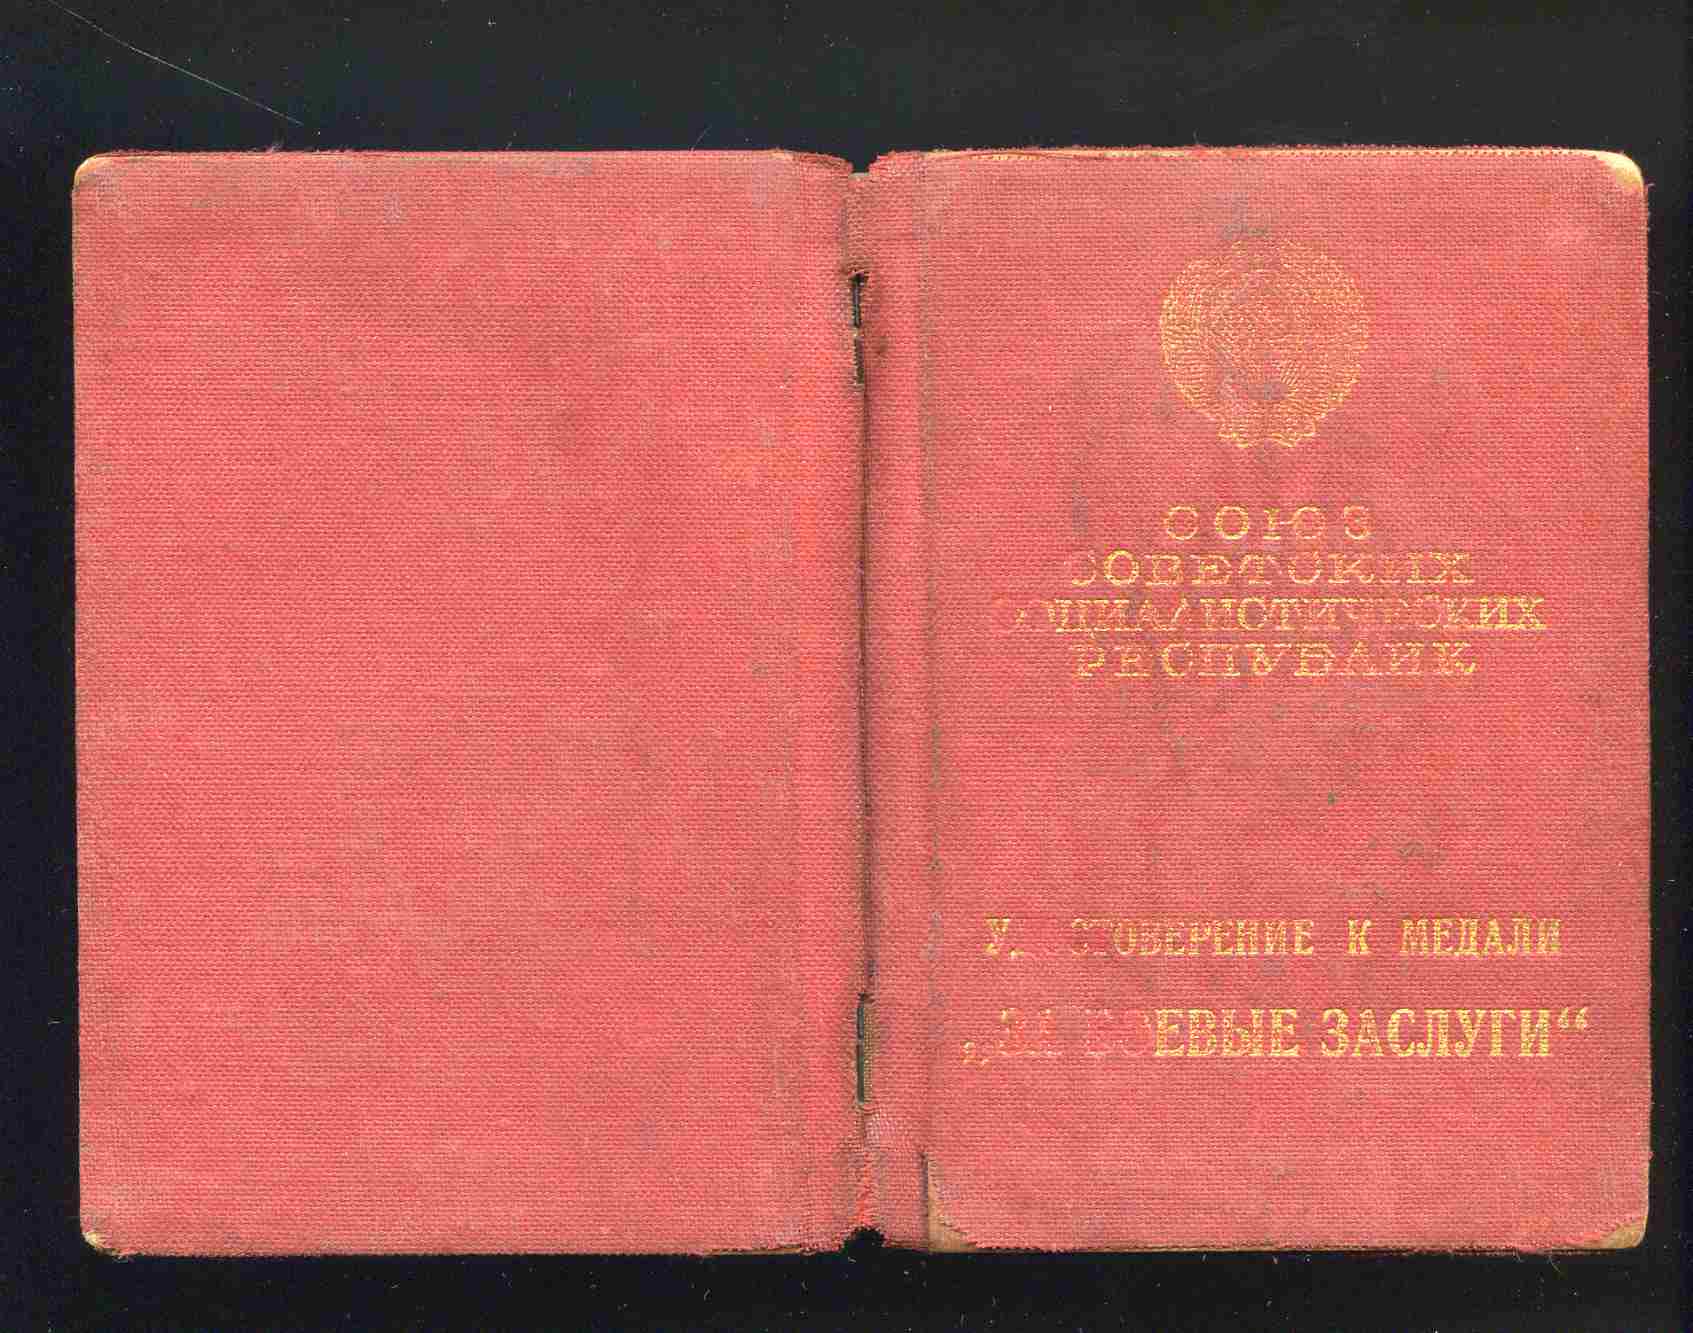 СОЮЗ
СОВЕТСКИХ
СОЦИАЛИСТИЧЕСКИХ
РЕСПУБЛИК
УДОСТОВЕРЕНИЕ К МЕДАЛИ
„ЗА БОЕВЫЕ ЗАСЛУГИ“